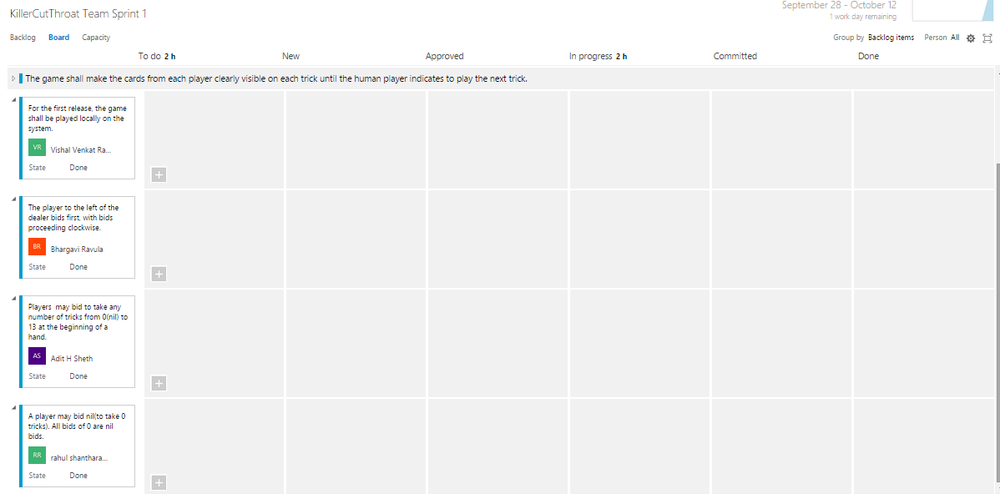 KillerCutThroat Team Sprint 1
September 28 - October 12
1 work day remaining
Backlog Board Capacity
Group by Backlog items Person All
To do 2 h New Approved In progress 2 h Committed Done
The game shall make the cards from each player clearly visible on each trick until the human player indicates to play the next trick.
For the first release, the game
shall be played locally on the
system.
VR Vishal Venkat Ra...
State Done
The player to the left of the
dealer bids first, with bids
proceeding clockwise.
BR Bhargavi Ravula
State Done
Players may bid to take any
number of tricks from 0(nil) to
13 at the beginning of a
hand.
AS Adit H Sheth
State Done
A player may bid nil(to take 0
tricks). All bids of 0 are nil
bids.
RR rahul shanthara...
State Done